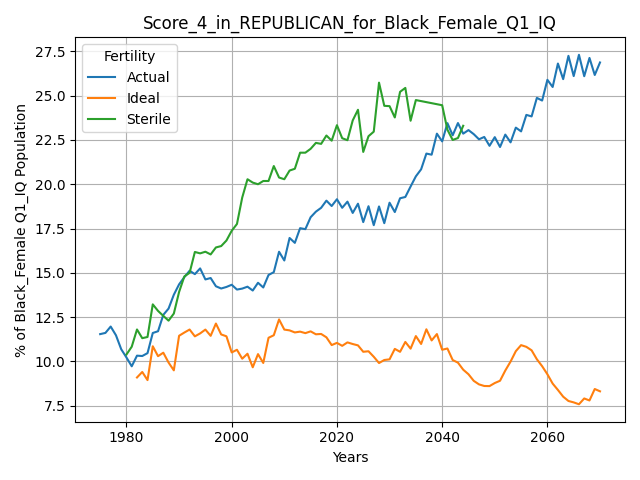 Score_4_in_REPUBLICAN_for_Black_Female_Q1_IQ
% of Black_Female Q1_IQ Population
27.5
25.0
22.5
20.0
17.5
15.0
12.5
10.0
7.5
Fertility
Actual
Ideal
Sterile
1980 2000 2020 2040 2060
Years